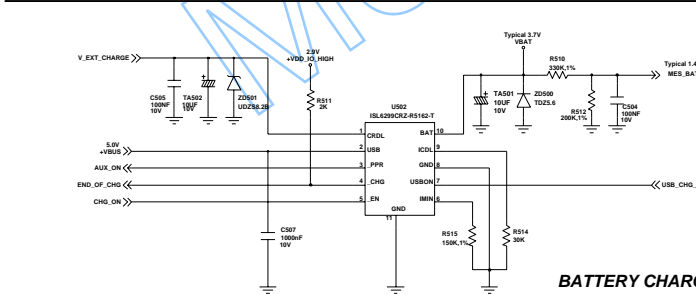 V_EXT_CHARGE
C505
100NF
10V
TA502
10UF
10V
ZD501
UDZS8.2B
2.9V
+VDD_IO_HIGH
R511
2K
U502
ISL6299CRZ-R5162-T
1 CRDL
2 USB
3 _PPR
4 _CHG
5 _EN
BAT 10
ICDL 9
GND 8
USBON 7
IMIN 6
GND
11
5.0V
+VBUS
AUX_ON
END_OF_CHG
CHG_ON
C507
1000nF
10V
Typical 3.7V
VBAT
TA501
10UF
10V
ZD500
TDZ5.6
R510
330K,1%
R512
200K,1%
C504
100NF
10V
Typical 1.4
MES_BAT
USB_CHG_
R515
150K,1%
R514
30K
BATTERY CHARG